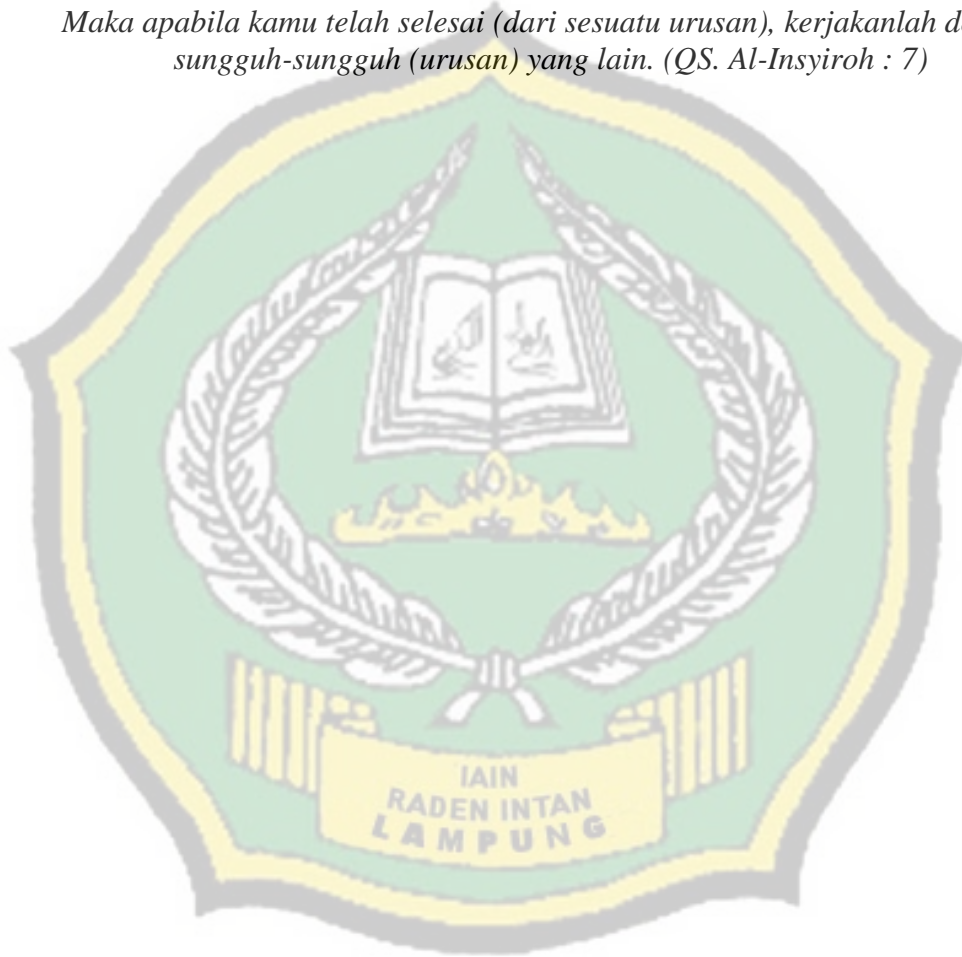 Maka apabila kamu telah selesai (dari sesuatu urusan), kerjakanlah
sungguh-sungguh (urusan) yang lain. (QS. Al-Insyiroh : 7)
IAIN
RADEN INTAN
LAMPUNG